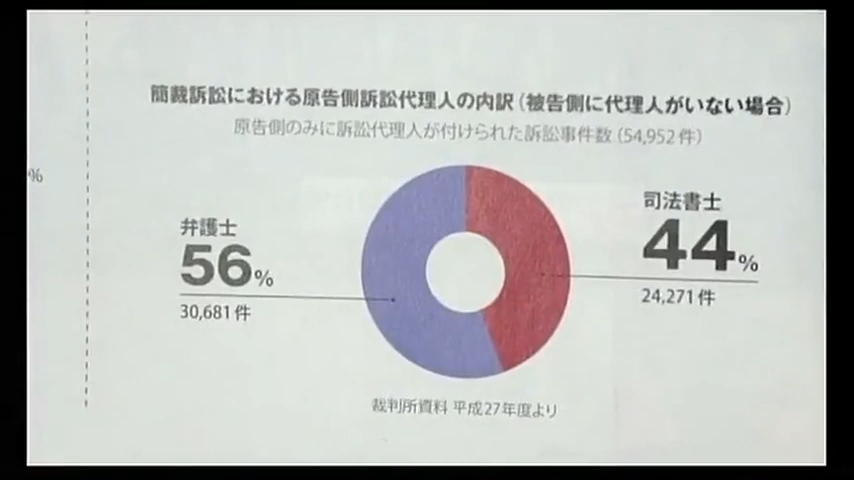 簡裁訴訟における原告側訴訟代理人の内訳（被告側に代理人がいない場合）
原告側のみに訴訟代理人が付けられた訴訟事件数（54,952件）
%
弁護士
56%
30,681件
司法書士
44%
24,271件
裁判所資料 平成27年度より